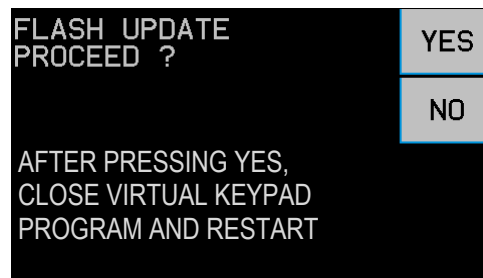 FLASH UPDATE
PROCEED ?
YES
NO
AFTER PRESSING YES,
CLOSE VIRTUAL KEYPAD
PROGRAM AND RESTART